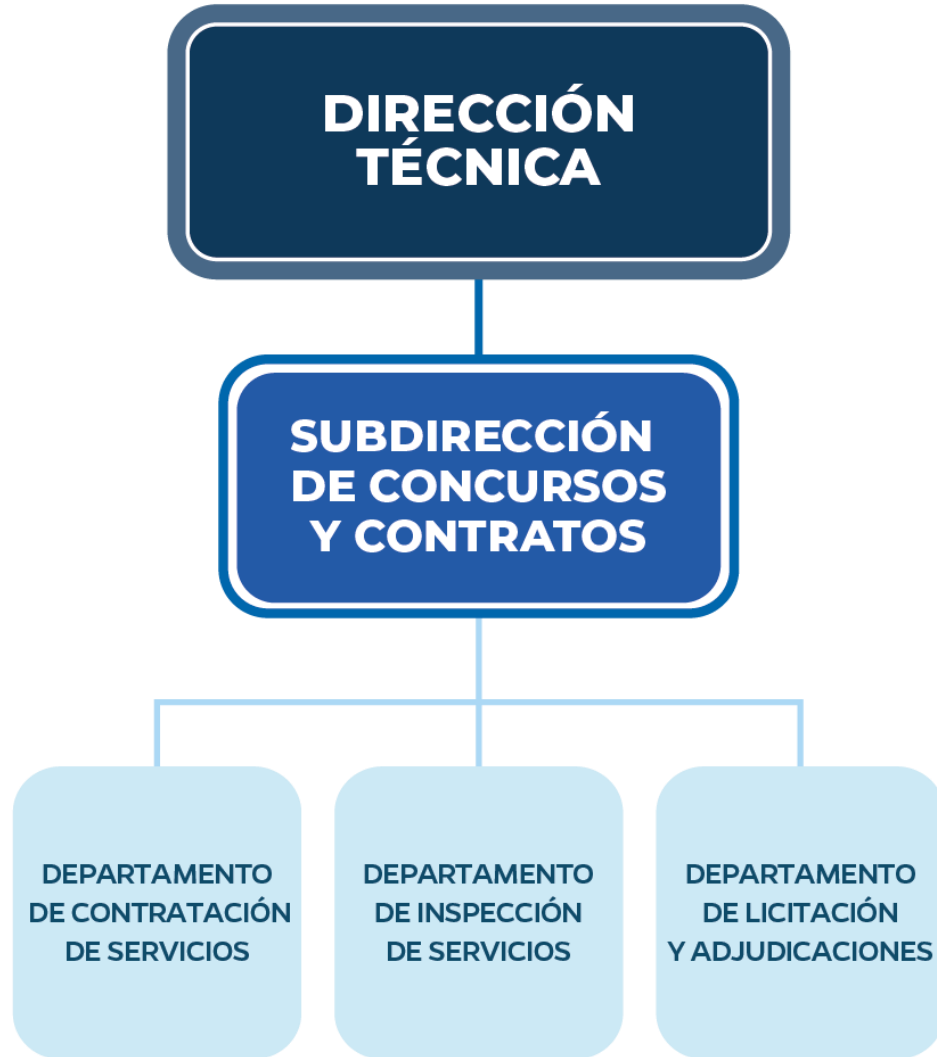 DIRECCIÓN
TÉCNICA
SUBDIRECCIÓN
DE CONCURSOS
Y CONTRATOS
DEPARTAMENTO
DE CONTRATACIÓN
DE SERVICIOS
DEPARTAMENTO
DE INSPECCIÓN
DE SERVICIOS
DEPARTAMENTO
DE LICITACIÓN
Y ADJUDICACIONES